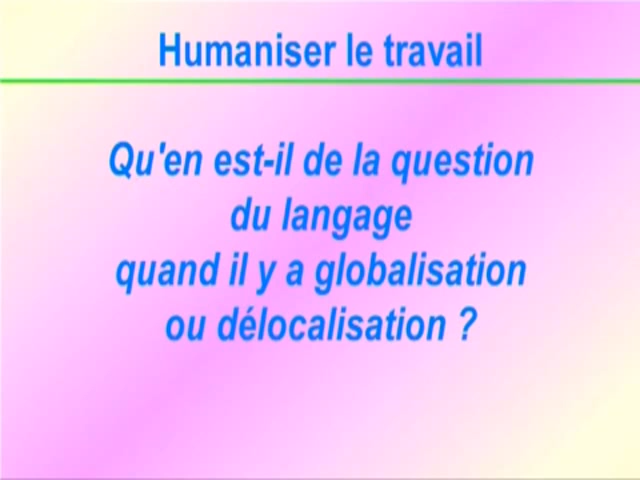 Humaniser le travail
Qu'en est-il de la question
du langage
quand il y a globalisation
ou délocalisation ?